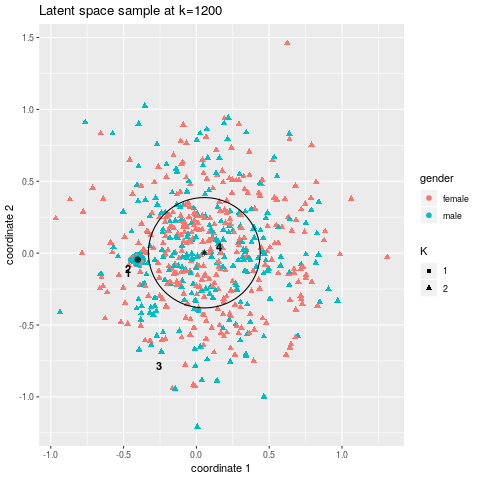 Latent space sample at k=1200
1.5
1.0
0.5
0.0
-0.5
-1.0
coordinate 2
4
2
1
3
-1.0 -0.5 0.0 0.5 1.0
coordinate 1
gender
female
male
K
1
2